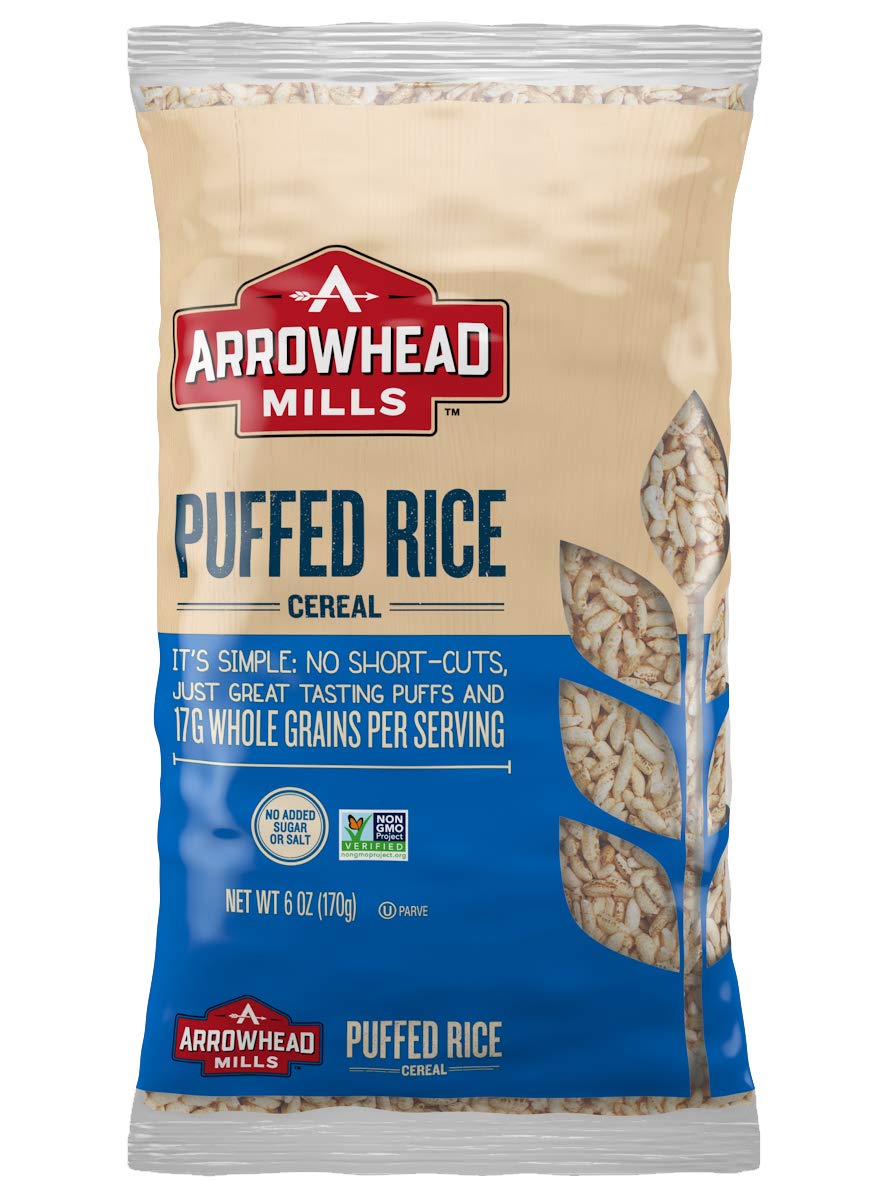 A
ARROWHEAD
MILLS ™
PUFFED RICE
CEREAL
IT'S SIMPLE: NO SHORT-CUTS,
JUST GREAT TASTING PUFFS AND
17G WHOLE GRAINS PER SERVING
NO ADDED
SUGAR
OR SALT
NON
GMO
Project
VERIFIED
nongmoproject.org
NET WT 6 OZ (170g)
U PARVE
A
ARROWHEAD
MILLS ™
PUFFED RICE
CEREAL